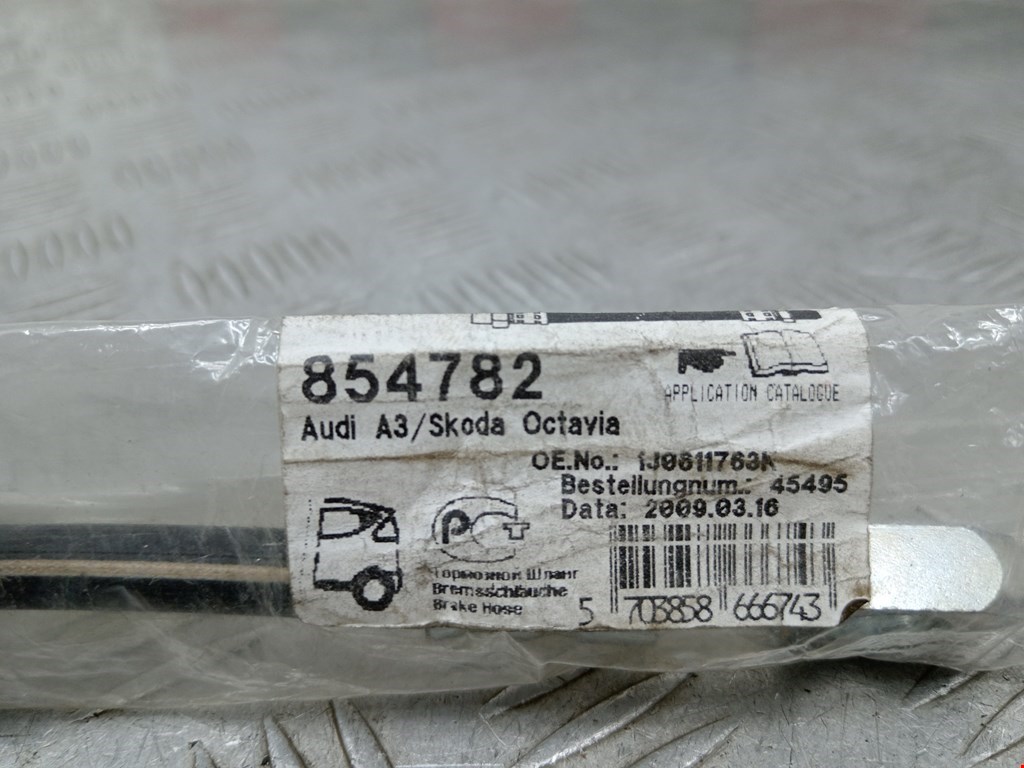 854782
APPLICATION CATALOGUE
Audi A3/Skoda Octavia
OE.No.:
Bestellungnum.: 45495
Data: 2009.03.16
РСТ
Тормозной Шланг
Bremsschläuche
Brake Hose
5 703858 666743